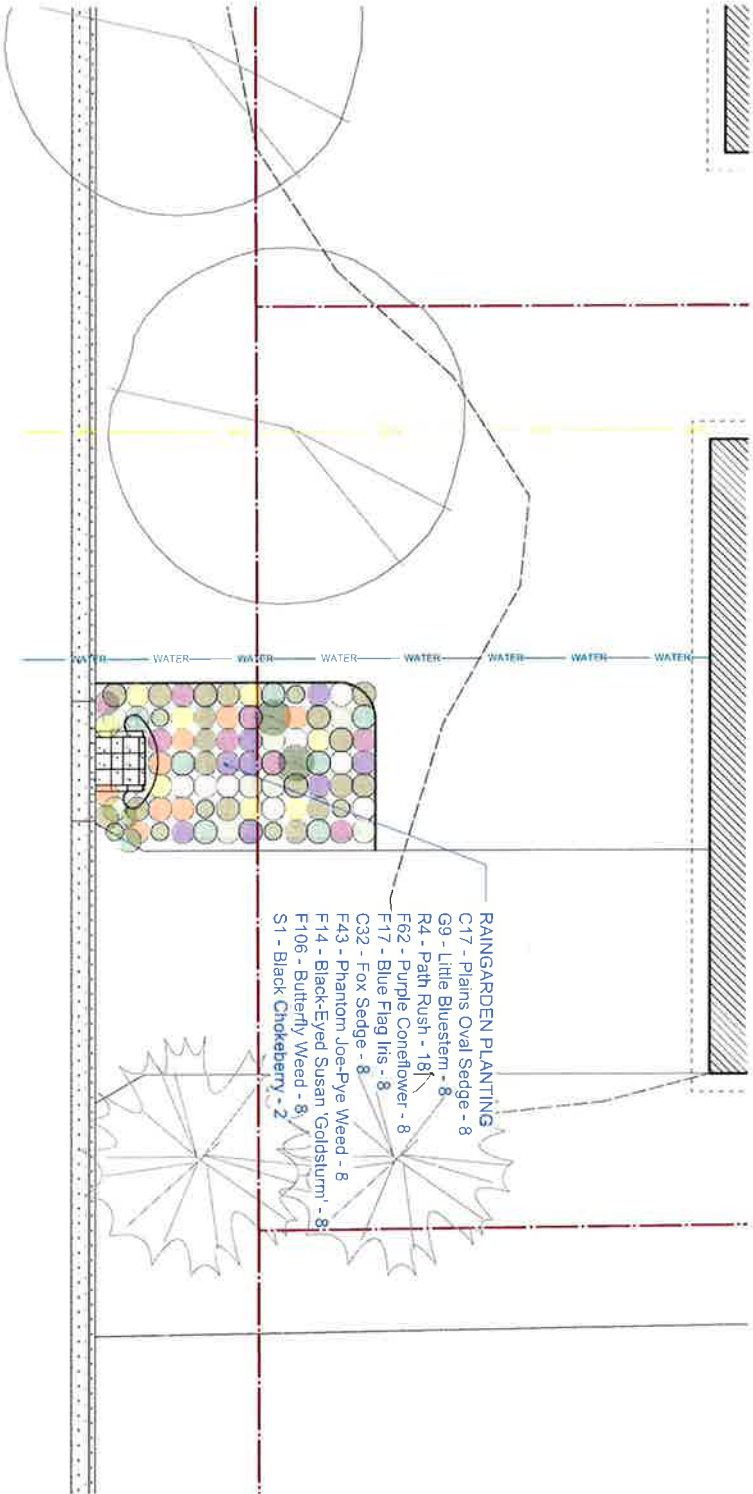 WATER WATER WATER WATER WATER WATER WATER WATER
RAINGARDEN PLANTING
C17 - Plains Oval Sedge - 8
G9 - Little Bluestem - 8
R4 - Path Rush - 18
F62 - Purple Coneflower - 8
F17 - Blue Flag Iris - 8
C32 - Fox Sedge - 8
F43 - Phantom Joe-Pye Weed - 8
F14 - Black-Eyed Susan 'Goldsturm' - 8
F106 - Butterfly Weed - 8
S1 - Black Chokeberry - 2